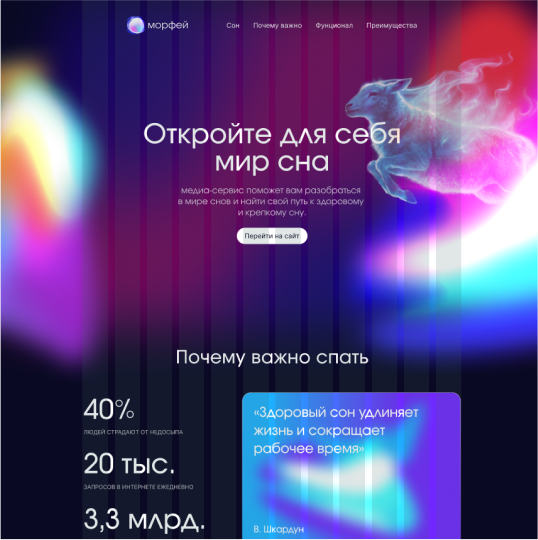 морфей
Сон Почему важно Фунционал Преимущества
Откройте для себя
мир сна
медиа-сервис поможет вам разобраться
в мире снов и найти свой путь к здоровому
и крепкому сну.
Перейти на сайт
Почему важно спать
40%
ЛЮДЕЙ СТРАДАЮТ ОТ НЕДОСЫПА
20 тыс.
ЗАПРОСОВ В ИНТЕРНЕТЕ ЕЖЕДНЕВНО
3,3 млрд.
«Здоровый сон удлиняет
жизнь и сокращает
рабочее время»
В. Шкардун